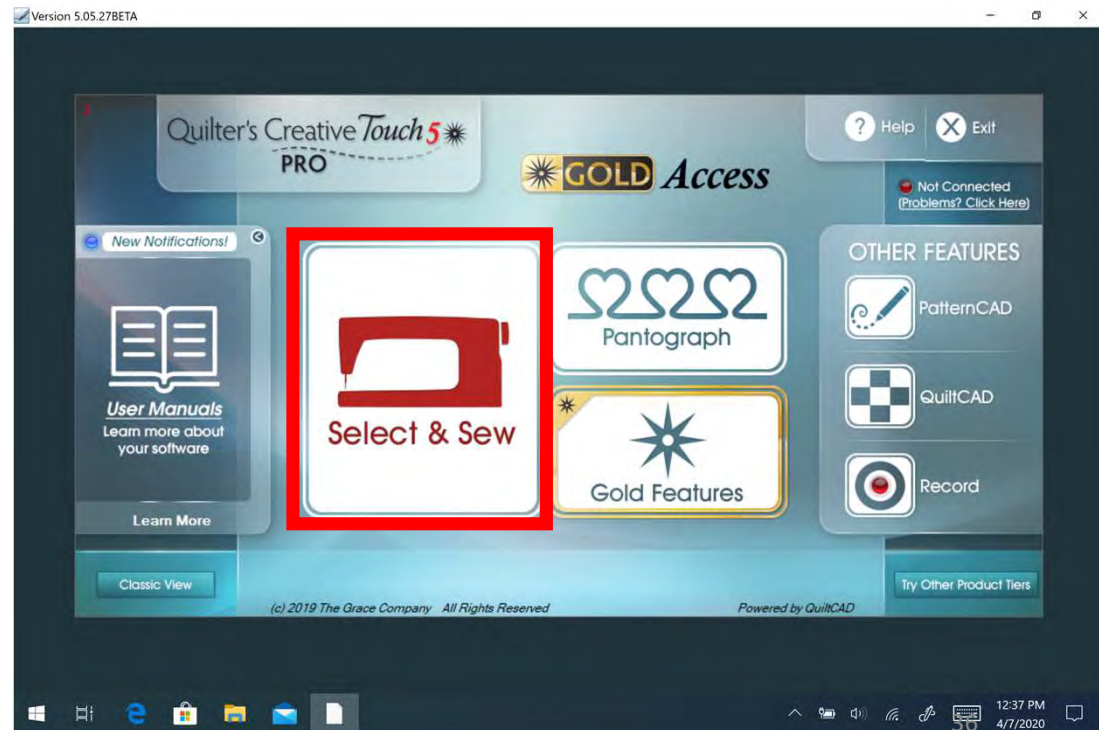 Version 5.05.27BETA
Quilter's Creative Touch 5
PRO
GOLD Access
? Help
X Exit
Not Connected
(Problems? Click Here)
New Notifications!
User Manuals
Learn more about
your software
Learn More
Select & Sew
Pantograph
Gold Features
OTHER FEATURES
PatternCAD
QuiltCAD
Record
Classic View
Try Other Product Tiers
(c) 2019 The Grace Company All Rights Reserved
Powered by QuiltCAD
12:37 PM
4/7/2020
56